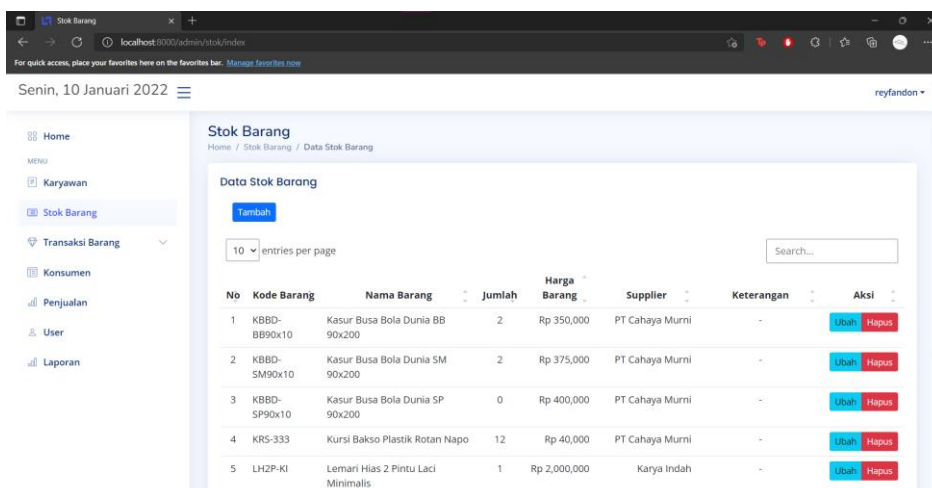 Stok Barang
localhost:8000/admin/stok/index
For quick access, place your favorites here on the favorites bar. Manage favorites now
Senin, 10 Januari 2022
reyfandon
Home
MENU
Karyawan
Stok Barang
Transaksi Barang
Konsumen
Penjualan
User
Laporan
Stok Barang
Home / Stok Barang / Data Stok Barang
Data Stok Barang
Tambah
10 entries per page
Search...
No Kode Barang Nama Barang Jumlah Harga Barang Supplier Keterangan Aksi
1 KBBD- Kasur Busa Bola Dunia BB 2 Rp 350,000 PT Cahaya Murni - Ubah Hapus
BB90x10 90x200
2 KBBD- Kasur Busa Bola Dunia SM 2 Rp 375,000 PT Cahaya Murni - Ubah Hapus
SM90x10 90x200
3 KBBD- Kasur Busa Bola Dunia SP 0 Rp 400,000 PT Cahaya Murni - Ubah Hapus
SP90x10 90x200
4 KRS-333 Kursi Bakso Plastik Rotan Napo 12 Rp 40,000 PT Cahaya Murni - Ubah Hapus
5 LH2P-KI Lemari Hias 2 Pintu Laci 1 Rp 2,000,000 Karya Indah - Ubah Hapus
Minimalis